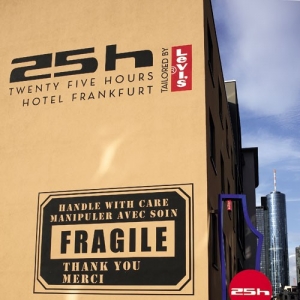 25h
TWENTY FIVE HOURS
HOTEL FRANKFURT
TAILORED BY
Levi's
HANDLE WITH CARE
MANIPULER AVEC SOIN
FRAGILE
THANK YOU
MERCI
25h